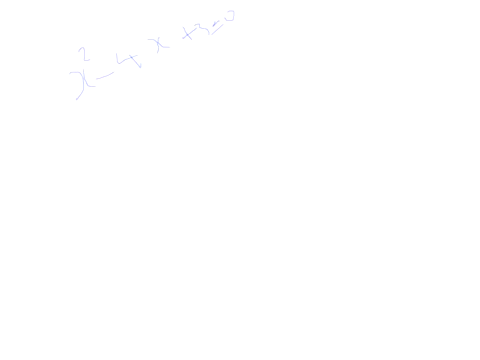 x² - 4x + 3 = 0